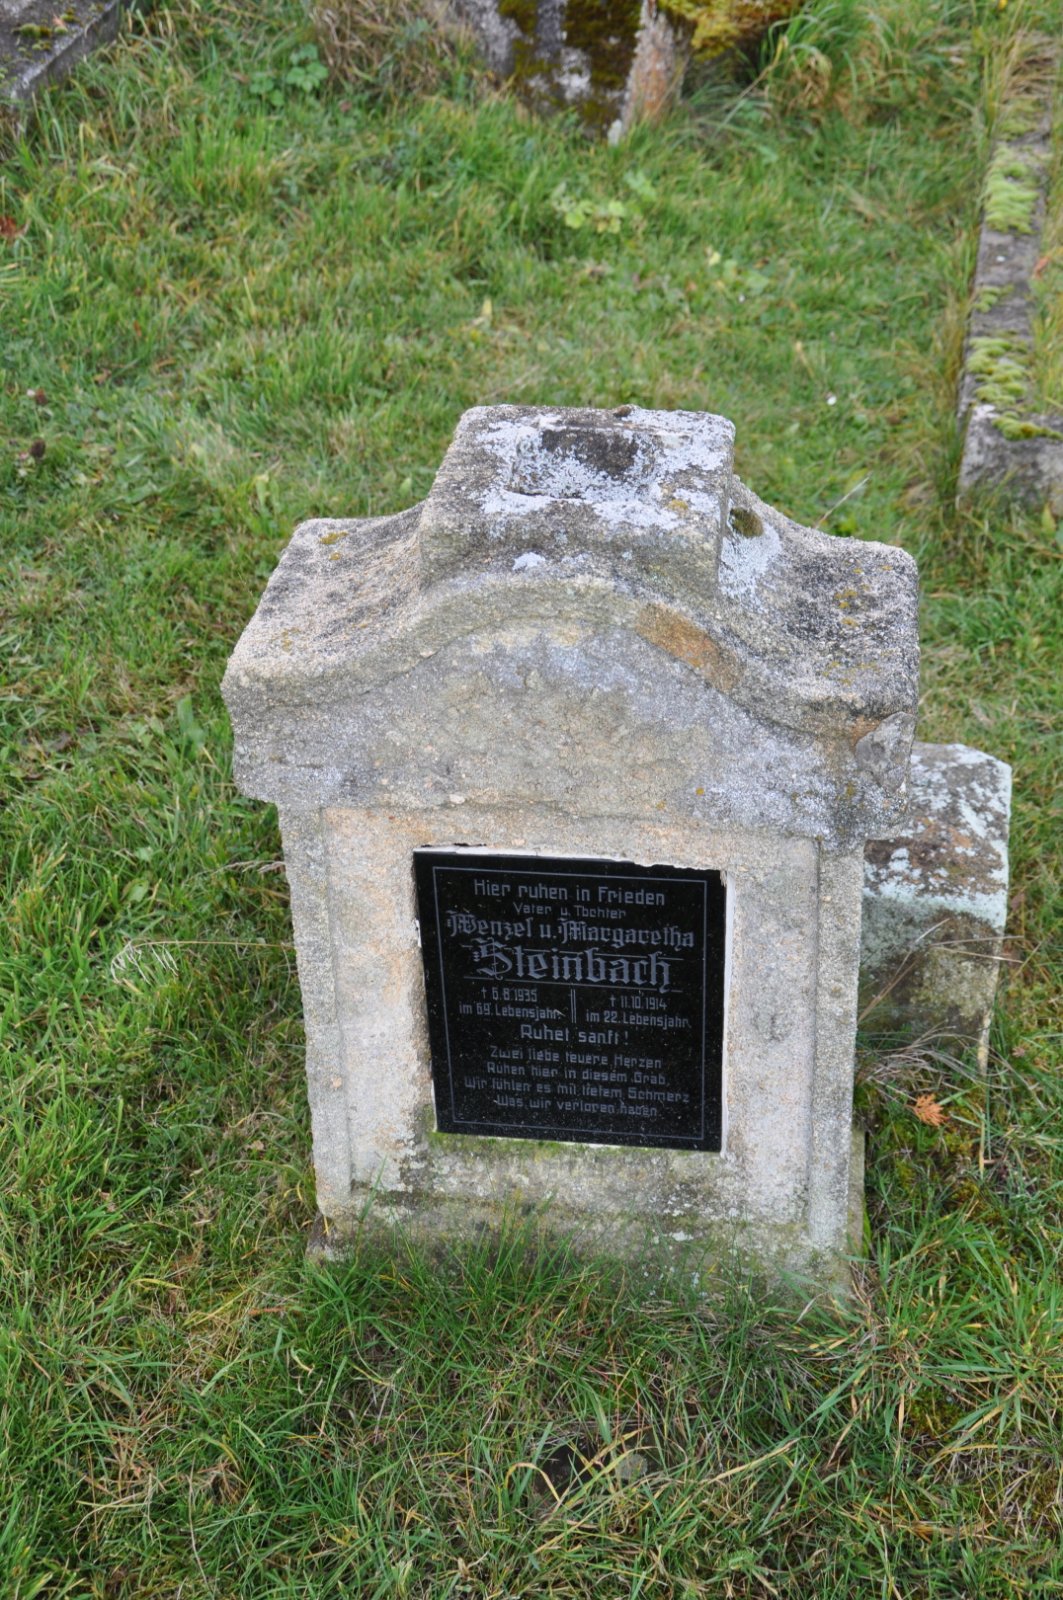 Hier ruhen in Frieden
Vater u. Tochter
Wenzel u. Margaretha
Steinbach
† 6.8.1935 † 11.10.1914
im 69. Lebensjahr. im 22. Lebensjahr.
Ruhet sanft !
Zwei liebe teuere Herzen
Ruhen hier in diesem Grab,
Wir fühlen es mit tiefem Schmerz
Was wir verloren haben